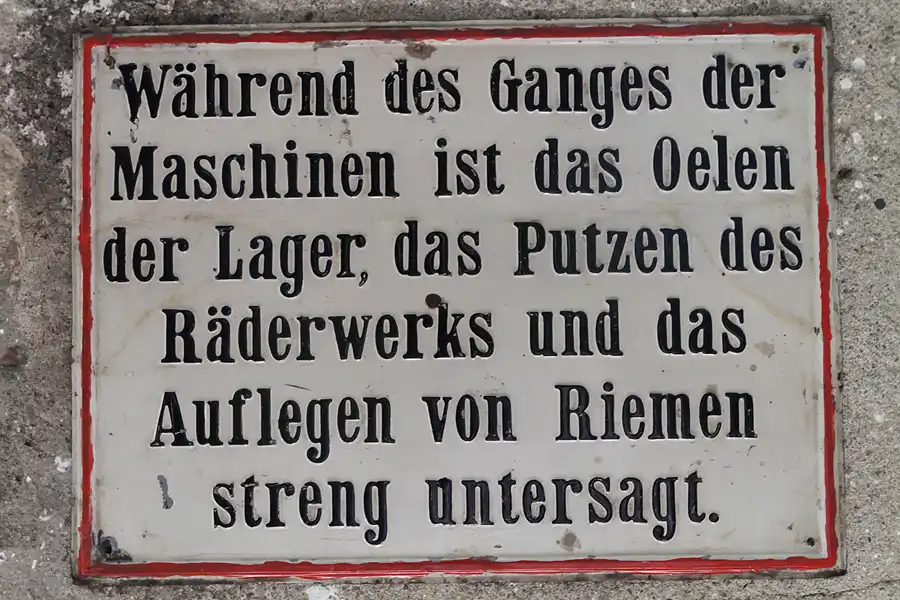 Während des Ganges der
Maschinen ist das Oelen
der Lager, das Putzen des
Räderwerks und das
Auflegen von Riemen
streng untersagt.